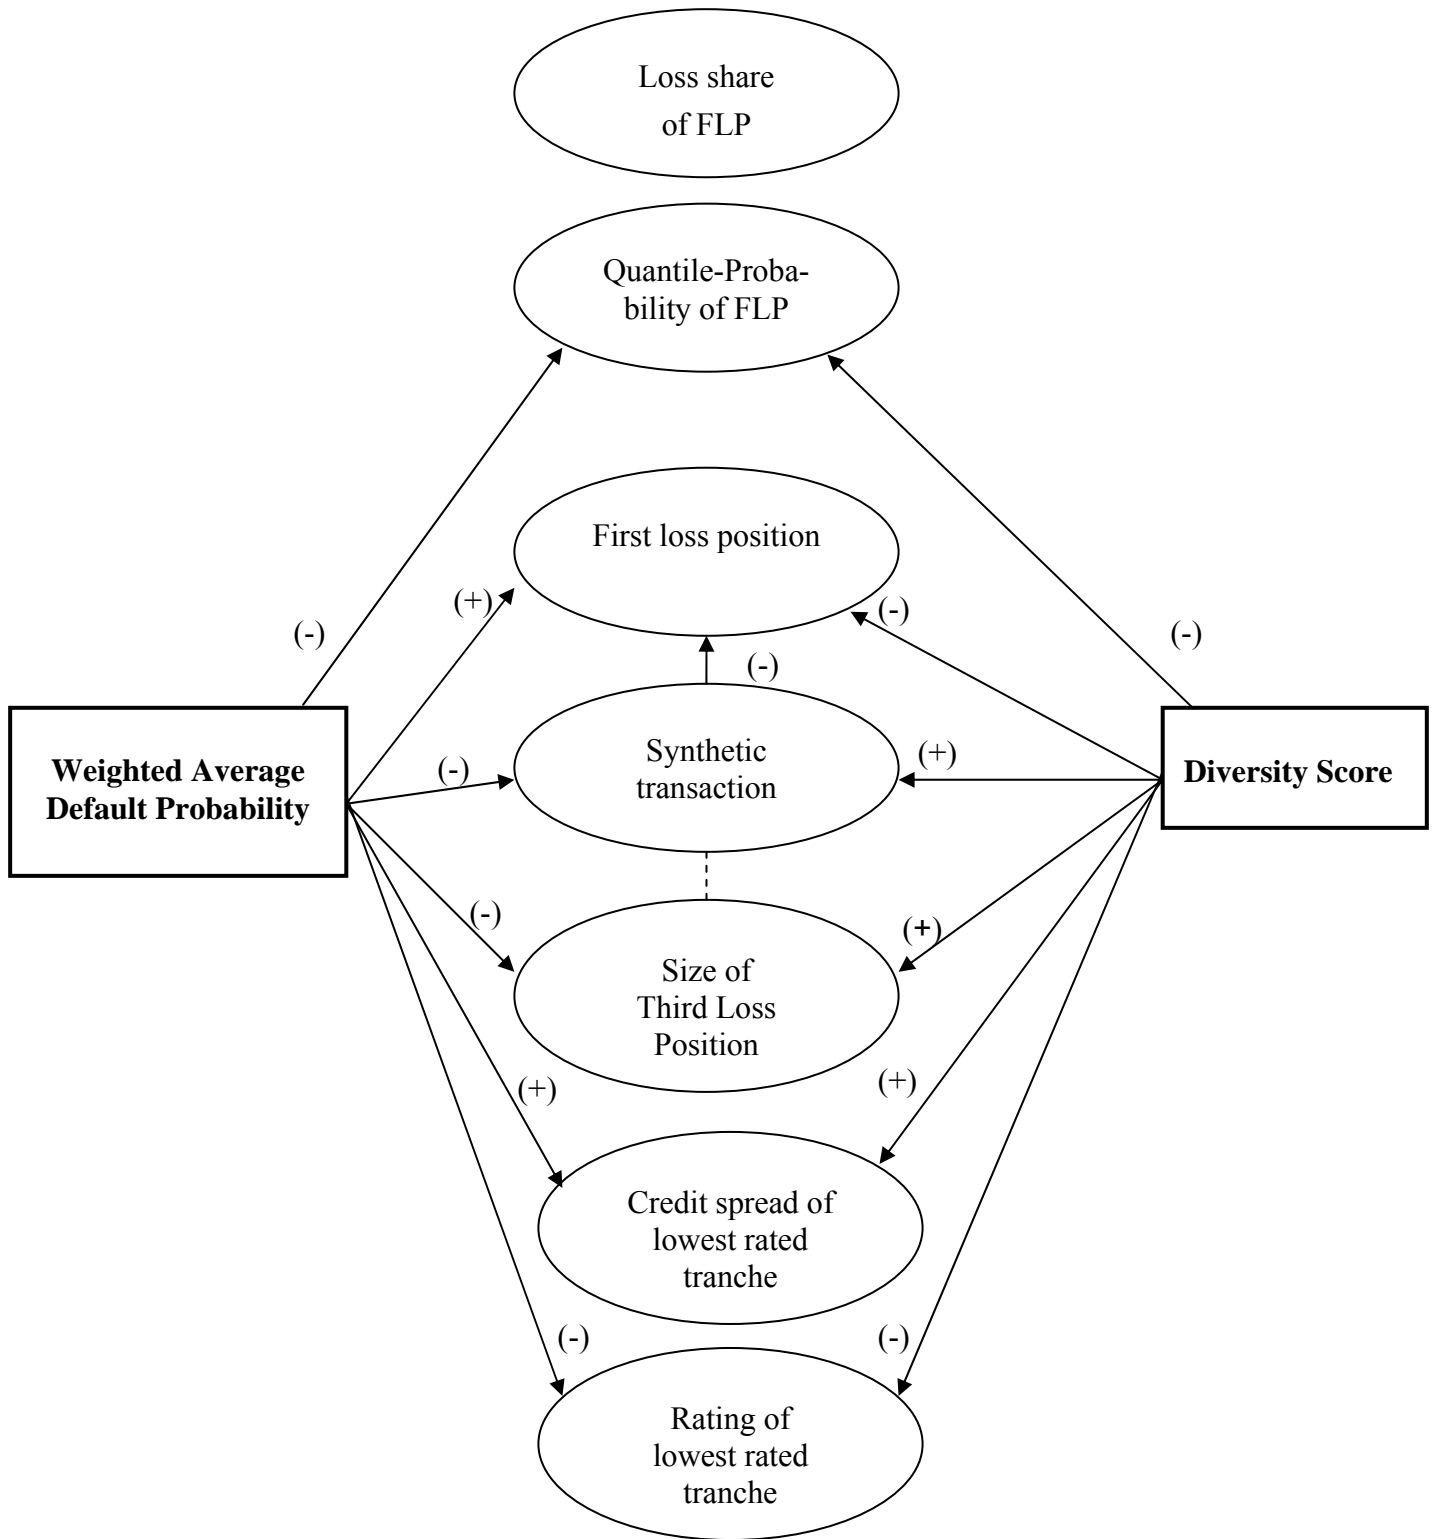 Loss share
of FLP
Quantile-Proba-
bility of FLP
First loss position
(+)
(-)
(-)
(-)
(-)
Weighted Average
Default Probability
(-)
Synthetic
transaction
(+)
Diversity Score
(-)
(+)
Size of
Third Loss
Position
(+)
(+)
Credit spread of
lowest rated
tranche
(-)
(-)
Rating of
lowest rated
tranche